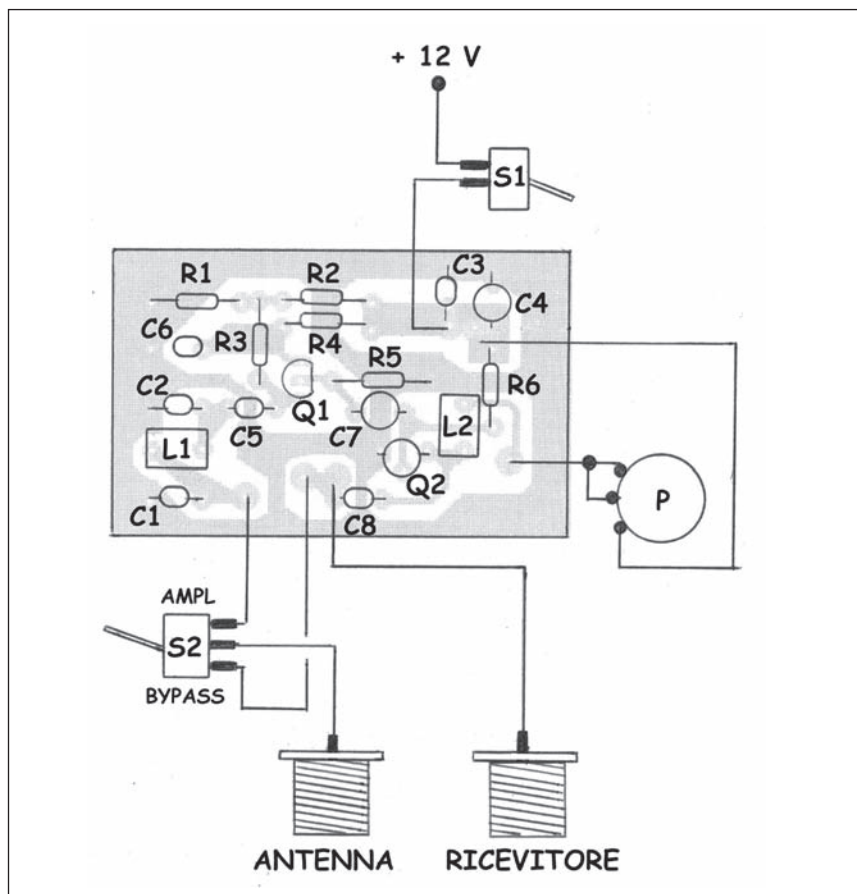 + 12 V
S1
R1
R2
C3
C4
C6
R3
R4
R5
R6
C2
Q1
C5
C7
L2
L1
Q2
C1
C8
P
AMPL
S2
BYPASS
ANTENNA
RICEVITORE